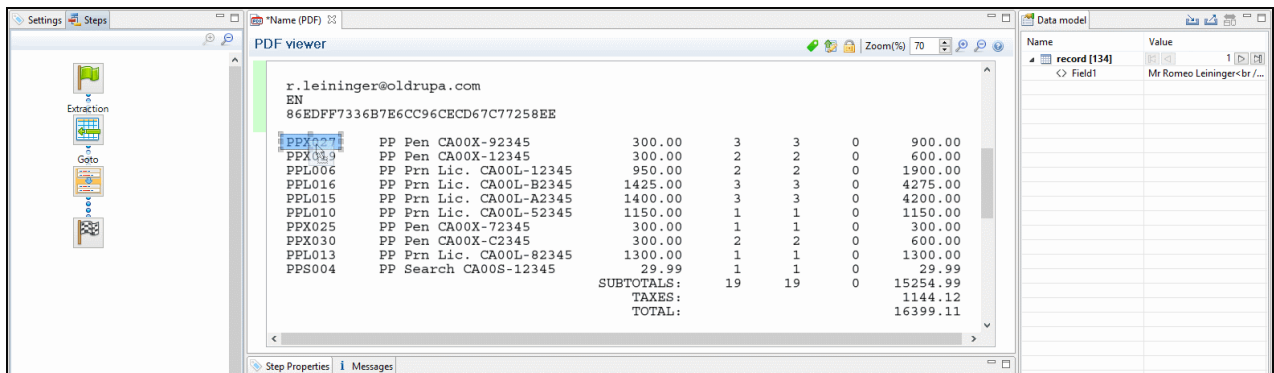 Settings Steps
Extraction
Goto
*Name (PDF)
PDF viewer
Zoom(%) 70
r.leininger@oldrupa.com
EN
86EDFF7336B7E6CC96CECD67C77258EE
PPX027 PP Pen CA00X-92345 300.00 3 3 0 900.00
PPX019 PP Pen CA00X-12345 300.00 2 2 0 600.00
PPL006 PP Prn Lic. CA00L-12345 950.00 2 2 0 1900.00
PPL016 PP Prn Lic. CA00L-B2345 1425.00 3 3 0 4275.00
PPL015 PP Prn Lic. CA00L-A2345 1400.00 3 3 0 4200.00
PPL010 PP Prn Lic. CA00L-52345 1150.00 1 1 0 1150.00
PPX025 PP Pen CA00X-72345 300.00 1 1 0 300.00
PPX030 PP Pen CA00X-C2345 300.00 2 2 0 600.00
PPL013 PP Prn Lic. CA00L-82345 1300.00 1 1 0 1300.00
PPS004 PP Search CA00S-12345 29.99 1 1 0 29.99
SUBTOTALS: 19 19 0 15254.99
TAXES: 1144.12
TOTAL: 16399.11
Step Properties Messages
Data model
Name Value
record [134] 1
Field1 Mr Romeo Leininger<br /...